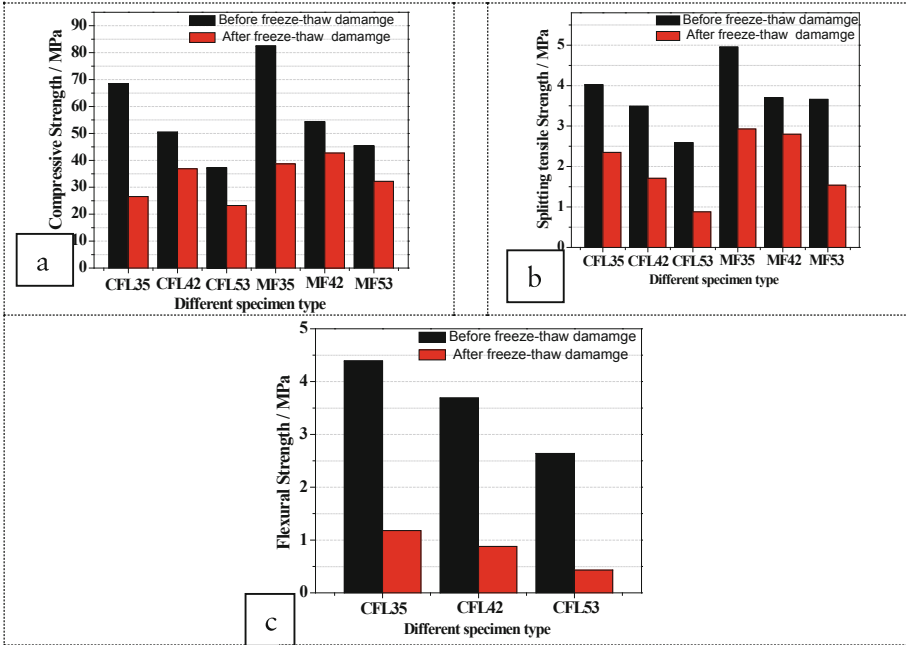 Compressive Strength / MPa
90
80
70
60
50
40
30
20
10
0
Before freeze-thaw damamge
After freeze-thaw damamge
CFL35 CFL42 CFL53 MF35 MF42 MF53
Different specimen type
a
Splitting tensile Strength / MPa
5
4
3
2
1
0
Before freeze-thaw damamge
After freeze-thaw damamge
CFL35 CFL42 CFL53 MF35 MF42 MF53
Different specimen type
b
Flexural Strength / MPa
5
4
3
2
1
0
Before freeze-thaw damamge
After freeze-thaw damamge
CFL35 CFL42 CFL53
Different specimen type
c